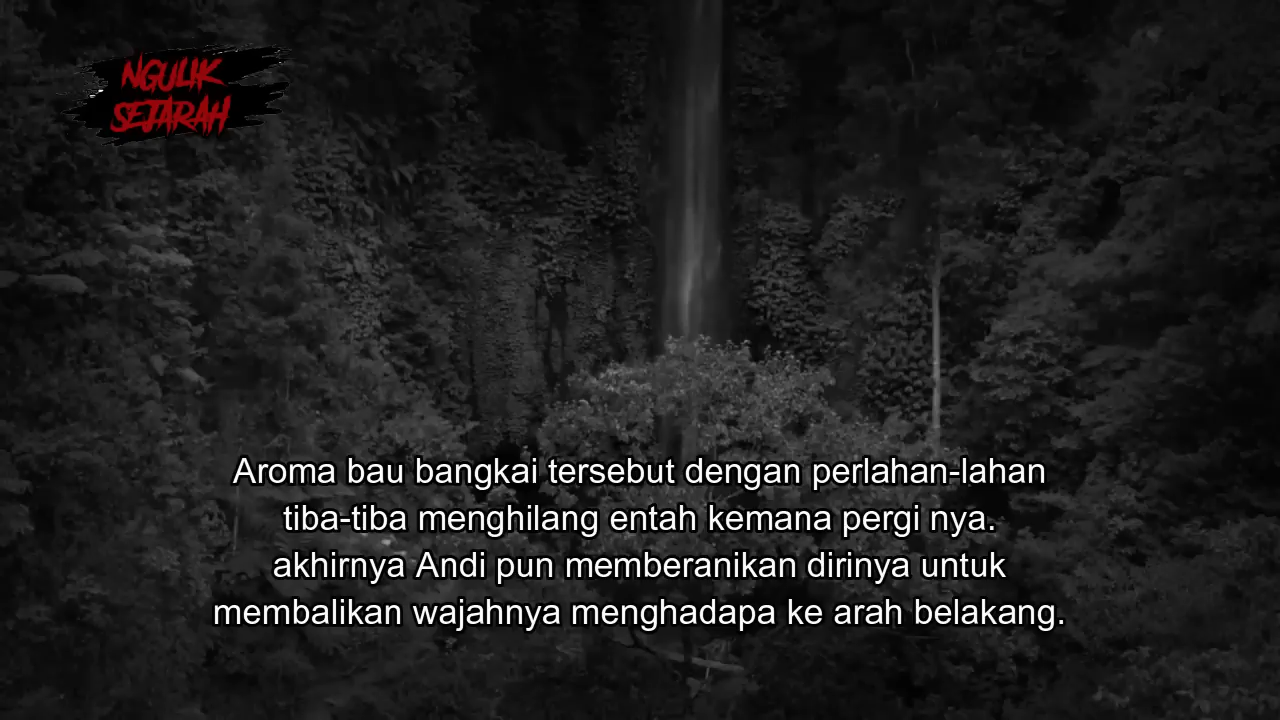 NGULIK
SEJARAH
Aroma bau bangkai tersebut dengan perlahan-lahan
tiba-tiba menghilang entah kemana pergi nya.
akhirnya Andi pun memberanikan dirinya untuk
membalikan wajahnya menghadapa ke arah belakang.